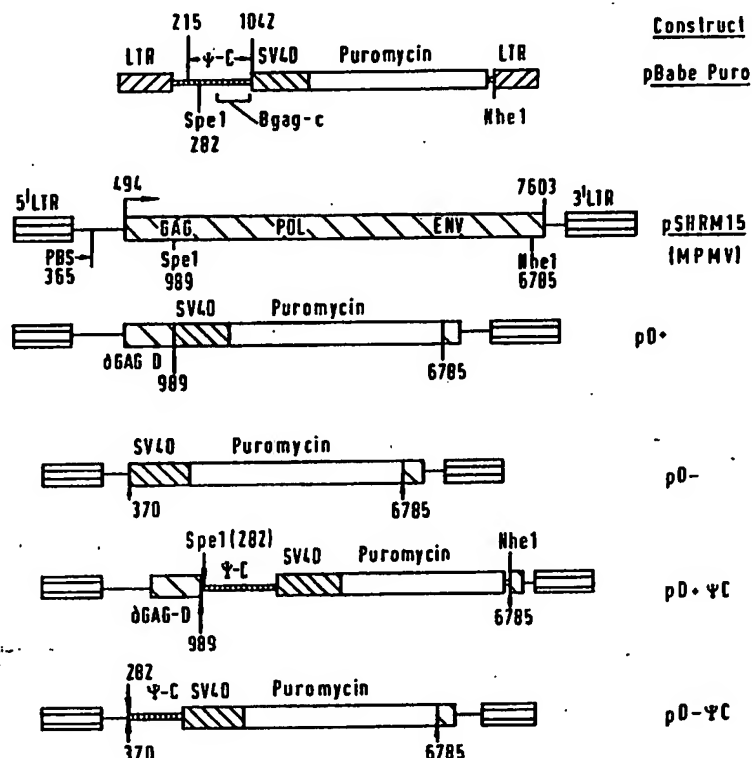 Construct
215 1042
LTR Ψ-C SV40 Puromycin LTR
pBabe Puro
Spe1 Bgag-c Nhe1
282
5'LTR 494 7603 3'LTR
GAG POL ENV
pSHRM15
(MPMV)
PBS
365
Spe1 Nhe1
989 6785
SV40 Puromycin
pD+
∂GAG D
989 6785
SV40 Puromycin
pD-
370 6785
Spe1(282) Nhe1
Ψ-C SV40 Puromycin
pD+ΨC
∂GAG-D
989 6785
282
Ψ-C SV40 Puromycin
pD-ΨC
370 6785